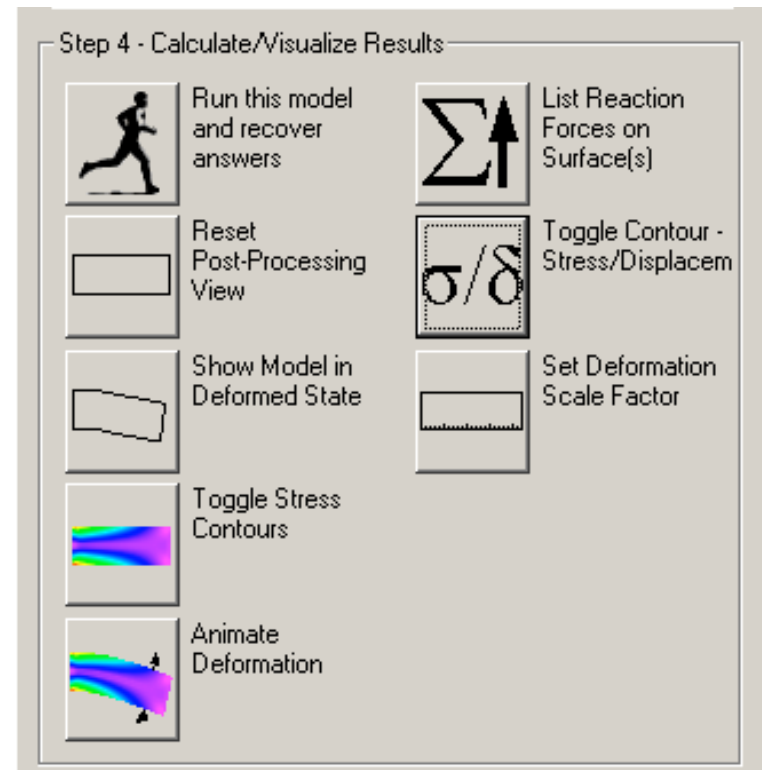 Step 4 - Calculate/Visualize Results
Run this model
and recover
answers
List Reaction
Forces on
Surface(s)
Reset
Post-Processing
View
σ/δ
Toggle Contour -
Stress/Displacem
Show Model in
Deformed State
Set Deformation
Scale Factor
Toggle Stress
Contours
Animate
Deformation
Σ